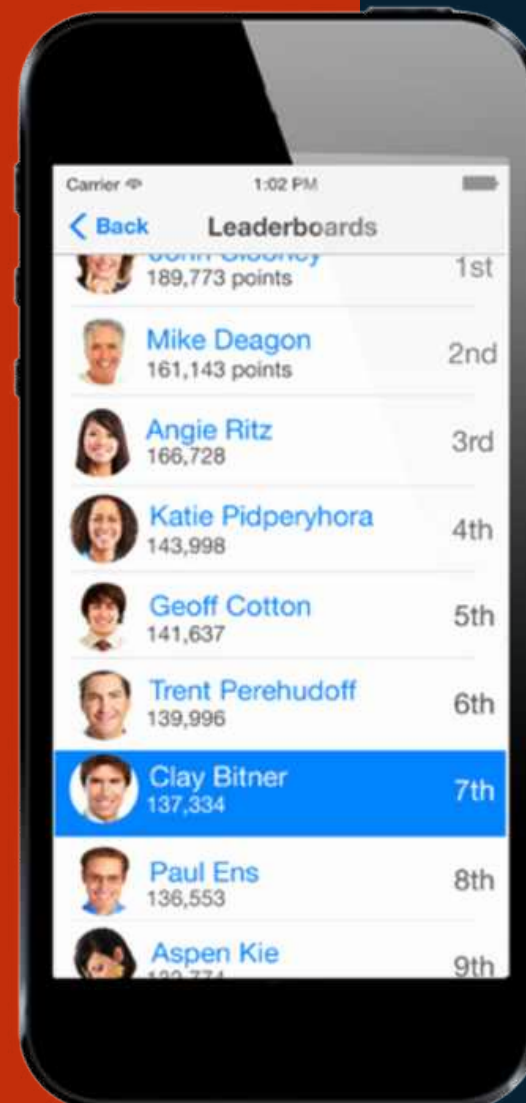 Carrier 1:02 PM
Back Leaderboards
John Clooney 1st
189,773 points
Mike Deagon 2nd
161,143 points
Angie Ritz 3rd
166,728
Katie Pidperyhora 4th
143,998
Geoff Cotton 5th
141,637
Trent Perehudoff 6th
139,996
Clay Bitner 7th
137,334
Paul Ens 8th
136,553
Aspen Kie 9th